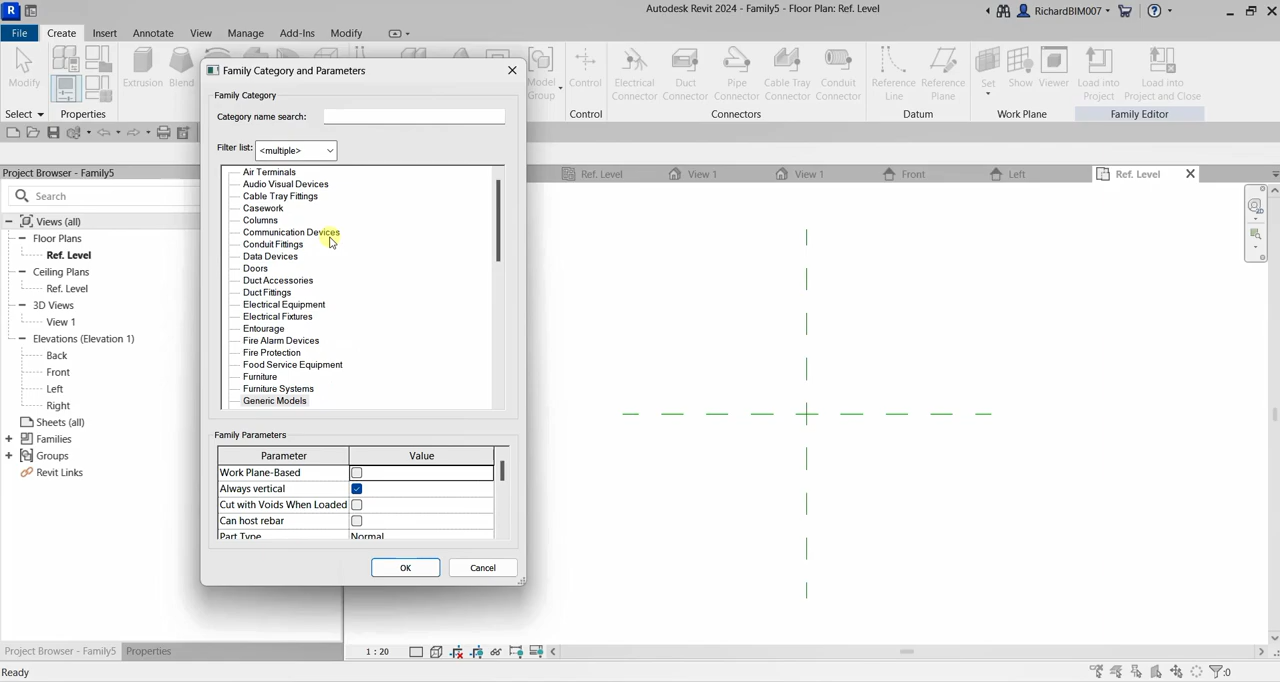 Autodesk Revit 2024 - Family5 - Floor Plan: Ref. Level
RichardBIM007
File Create Insert Annotate View Manage Add-Ins Modify
Modify
Extrusion Blend
Model Group
Control
Electrical Connector
Duct Connector
Pipe Connector
Cable Tray Connector
Conduit Connector
Reference Line
Reference Plane
Set Show Viewer
Load into Project
Load into Project and Close
Select Properties Control Connectors Datum Work Plane Family Editor
Project Browser - Family5
Search
Views (all)
Floor Plans
Ref. Level
Ceiling Plans
Ref. Level
3D Views
View 1
Elevations (Elevation 1)
Back
Front
Left
Right
Sheets (all)
Families
Groups
Revit Links
Project Browser - Family5 Properties
Ready
Family Category and Parameters
Family Category
Category name search:
Filter list: <multiple>
Air Terminals
Audio Visual Devices
Cable Tray Fittings
Casework
Columns
Communication Devices
Conduit Fittings
Data Devices
Doors
Duct Accessories
Duct Fittings
Electrical Equipment
Electrical Fixtures
Entourage
Fire Alarm Devices
Fire Protection
Food Service Equipment
Furniture
Furniture Systems
Generic Models
Family Parameters
Parameter Value
Work Plane-Based
Always vertical
Cut with Voids When Loaded
Can host rebar
Part Type Normal
OK Cancel
Ref. Level View 1 View 1 Front Left Ref. Level
1 : 20
:0